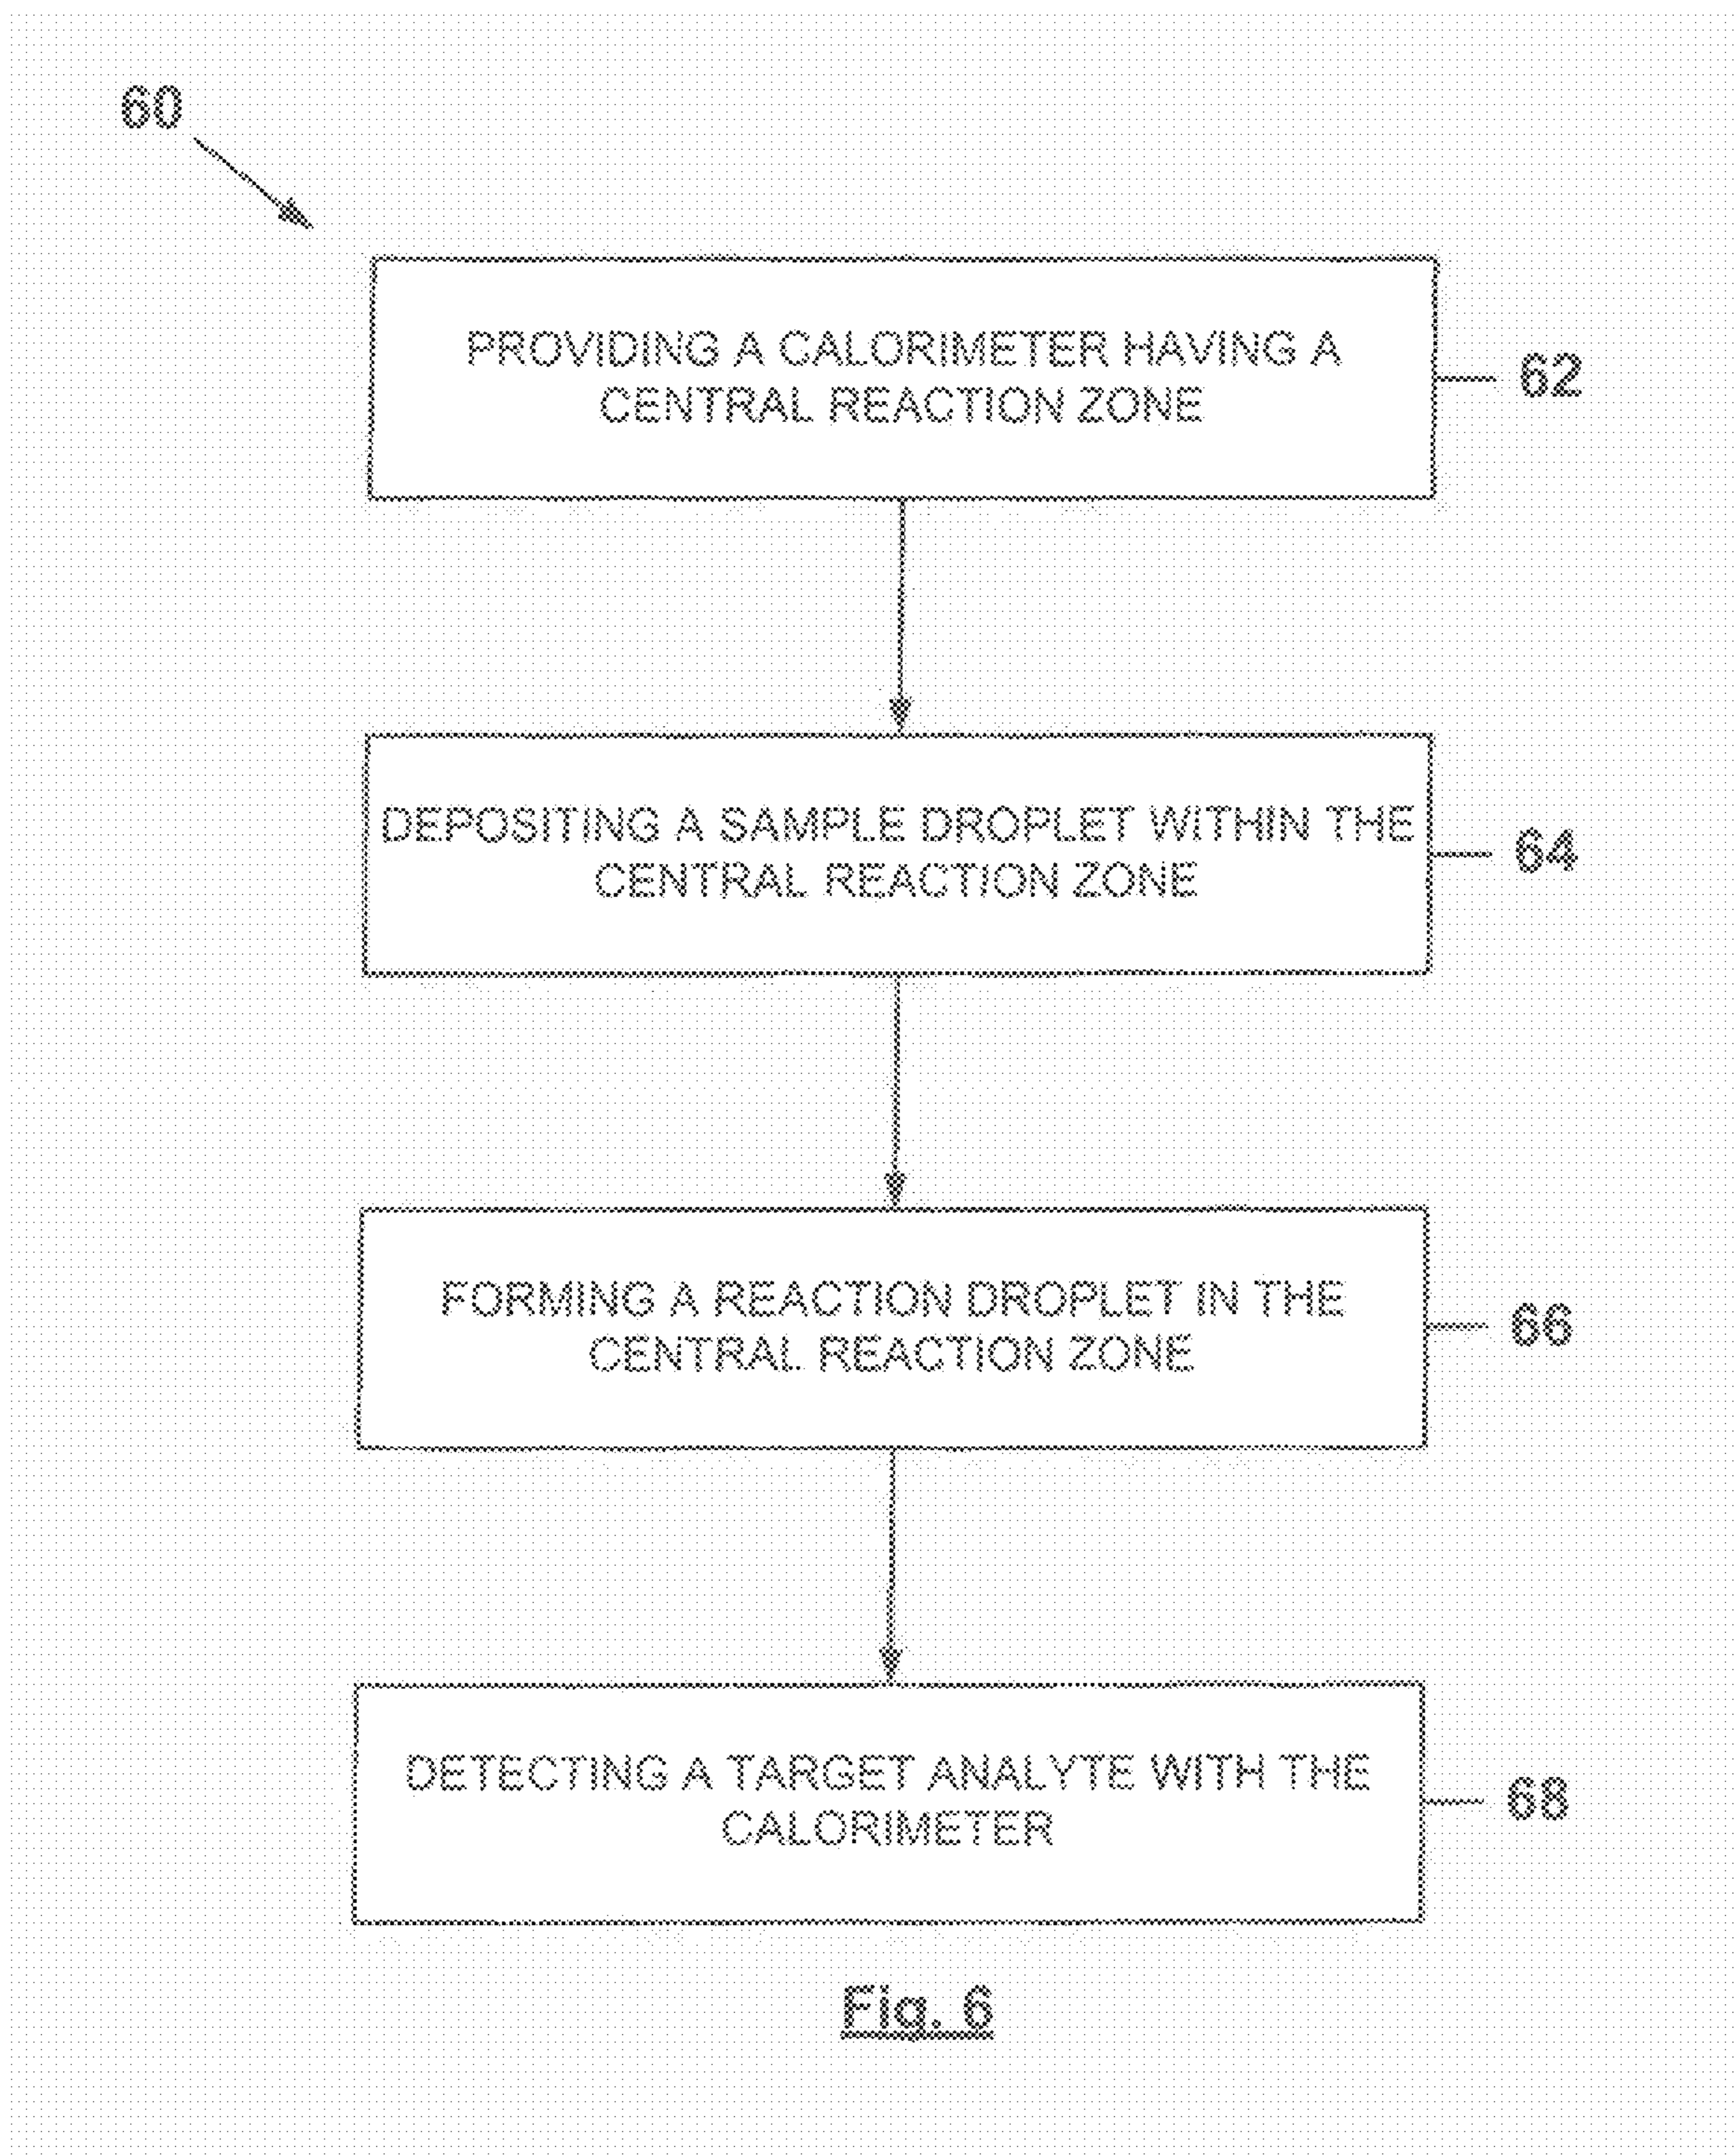 60
PROVIDING A CALORIMETER HAVING A
CENTRAL REACTION ZONE
62
DEPOSITING A SAMPLE DROPLET WITHIN THE
CENTRAL REACTION ZONE
64
FORMING A REACTION DROPLET IN THE
CENTRAL REACTION ZONE
66
DETECTING A TARGET ANALYTE WITH THE
CALORIMETER
68
Fig. 6